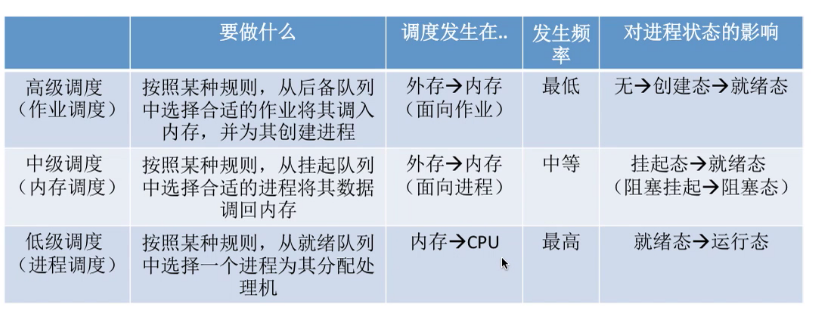 要做什么
调度发生在..
发生频
率
对进程状态的影响
高级调度
（作业调度）
按照某种规则，从后备队列
中选择合适的作业将其调入
内存，并为其创建进程
外存→内存
（面向作业）
最低
无→创建态→就绪态
中级调度
（内存调度）
按照某种规则，从挂起队列
中选择合适的进程将其数据
调回内存
外存→内存
（面向进程）
中等
挂起态→就绪态
（阻塞挂起→阻塞态）
低级调度
（进程调度）
按照某种规则，从就绪队列
中选择一个进程为其分配处
理机
内存→CPU
最高
就绪态→运行态